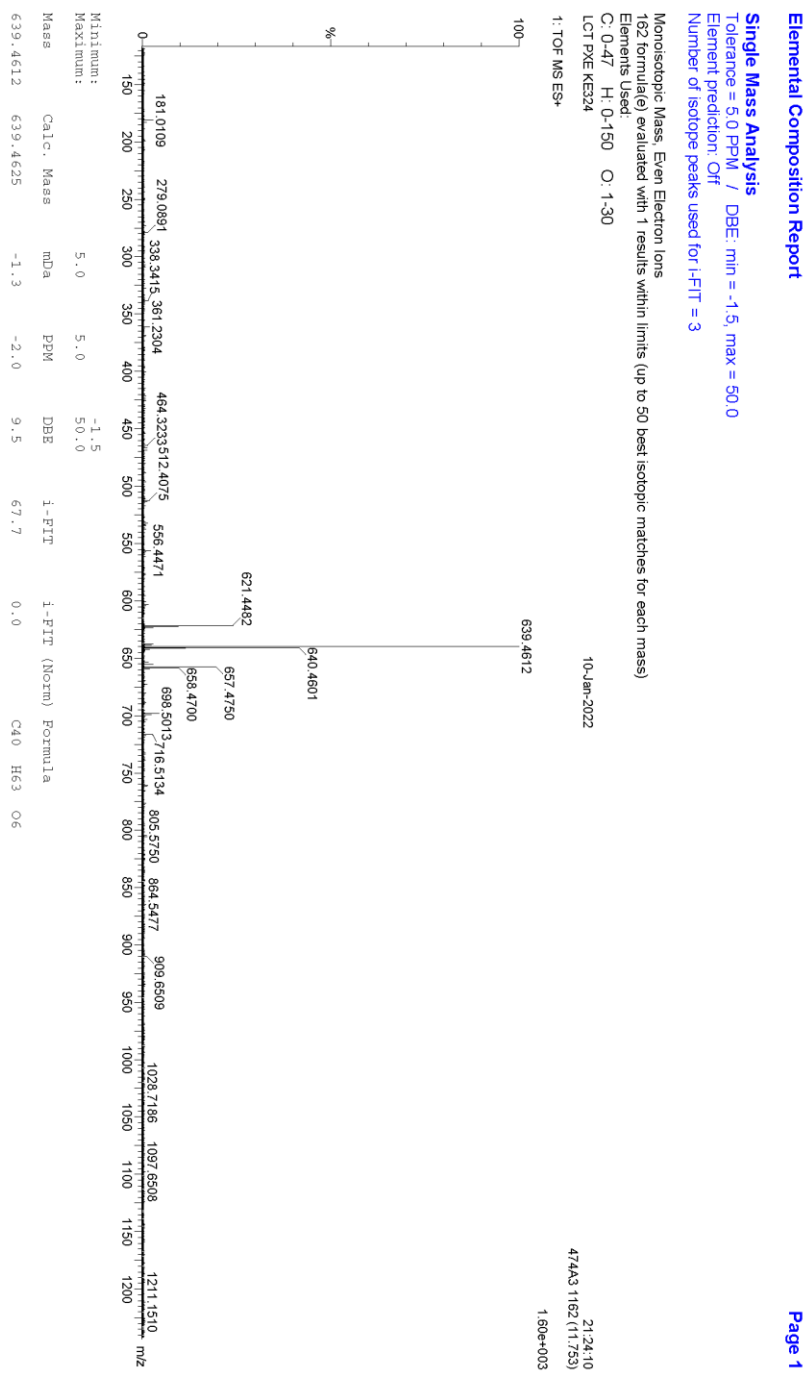 Elemental Composition Report Page 1
Single Mass Analysis
Tolerance = 5.0 PPM / DBE: min = -1.5, max = 50.0
Element prediction: Off
Number of isotope peaks used for i-FIT = 3
Monoisotopic Mass, Even Electron Ions
162 formula(e) evaluated with 1 results within limits (up to 50 best isotopic matches for each mass)
Elements Used:
C: 0-47 H: 0-150 O: 1-30
LCT PXE KE324 10-Jan-2022 21:24:10
474A3 1162 (11.753)
1: TOF MS ES+
1.60e+003
100
%
0
639.4612
640.4601
621.4482
657.4750
658.4700
181.0109 279.0891 338.3415 361.2304 464.3233 512.4075 556.4471 698.5013 716.5134 805.5750 864.5477 909.6509 1028.7186 1097.6508 1211.1510
150 200 250 300 350 400 450 500 550 600 650 700 750 800 850 900 950 1000 1050 1100 1150 1200 m/z
Minimum: -1.5
Maximum: 5.0 5.0 50.0
Mass Calc. Mass mDa PPM DBE i-FIT i-FIT (Norm) Formula
639.4612 639.4625 -1.3 -2.0 9.5 67.7 0.0 C40 H63 O6